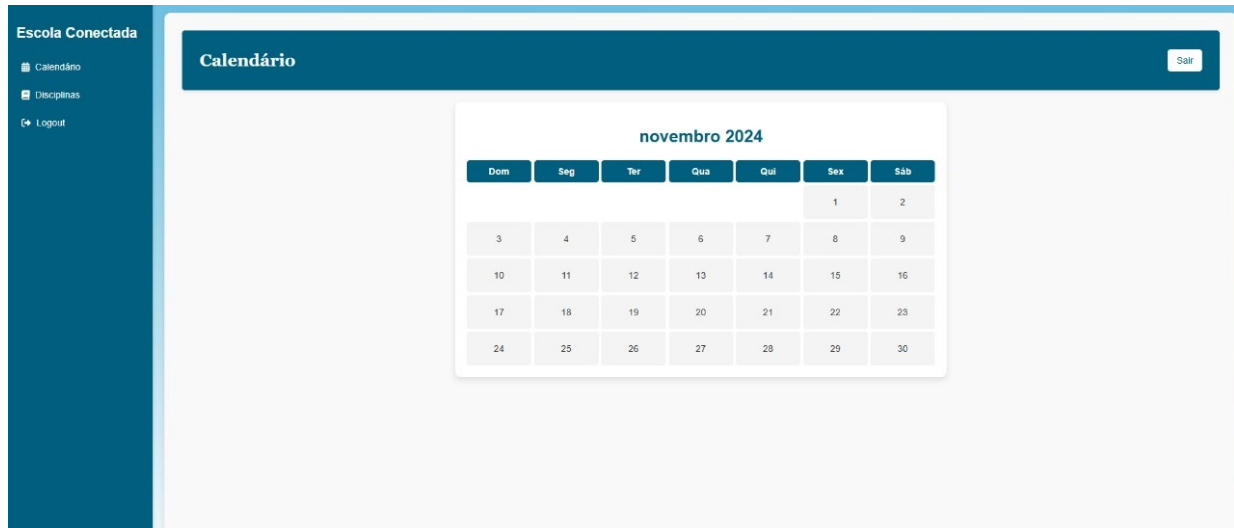 Escola Conectada
Calendário
Disciplinas
Logout
Calendário
Sair
novembro 2024
Dom Seg Ter Qua Qui Sex Sáb
1 2
3 4 5 6 7 8 9
10 11 12 13 14 15 16
17 18 19 20 21 22 23
24 25 26 27 28 29 30